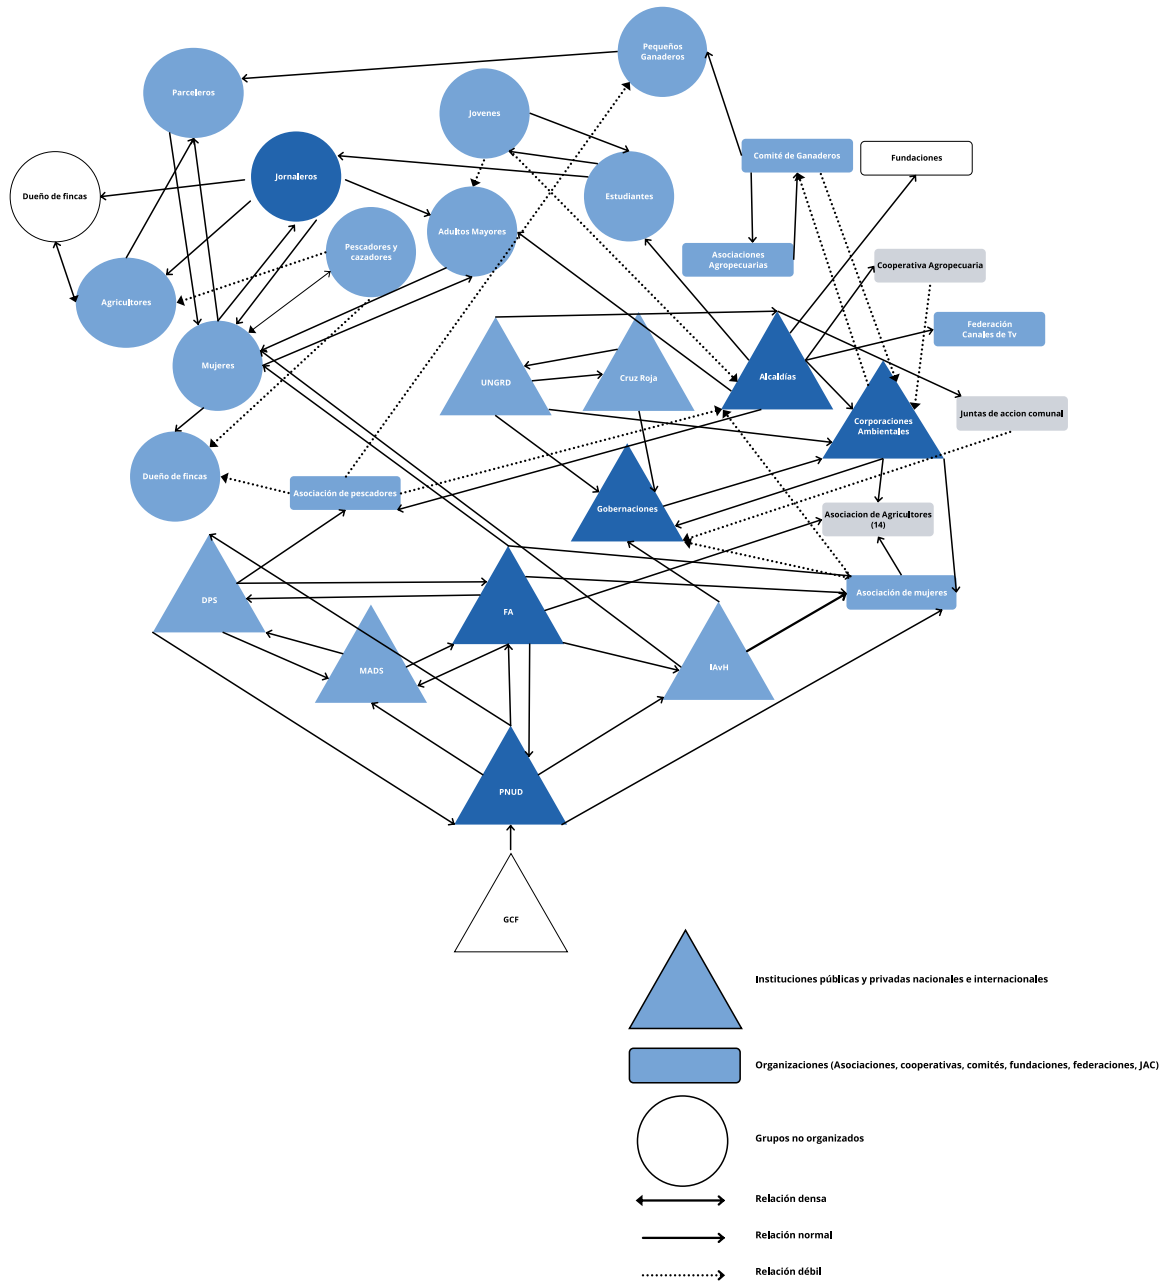 Pequeños
Ganaderos
Parceleros
Jovenes
Comité de Ganaderos
Fundaciones
Jornaleros
Dueño de fincas
Estudiantes
Adultos Mayores
Pescadores y
cazadores
Asociaciones
Agropecuarias
Cooperativa Agropecuaria
Agricultores
Federación
Canales de Tv
Mujeres
UNGRD
Cruz Roja
Alcaldías
Juntas de accion comunal
Corporaciones
Ambientales
Dueño de fincas
Asociación de pescadores
Gobernaciones
Asociacion de Agricultores
(14)
Asociación de mujeres
DPS
FA
MADS
IAvH
PNUD
GCF
Instituciones públicas y privadas nacionales e internacionales
Organizaciones (Asociaciones, cooperativas, comités, fundaciones, federaciones, JAC)
Grupos no organizados
Relación densa
Relación normal
Relación débil